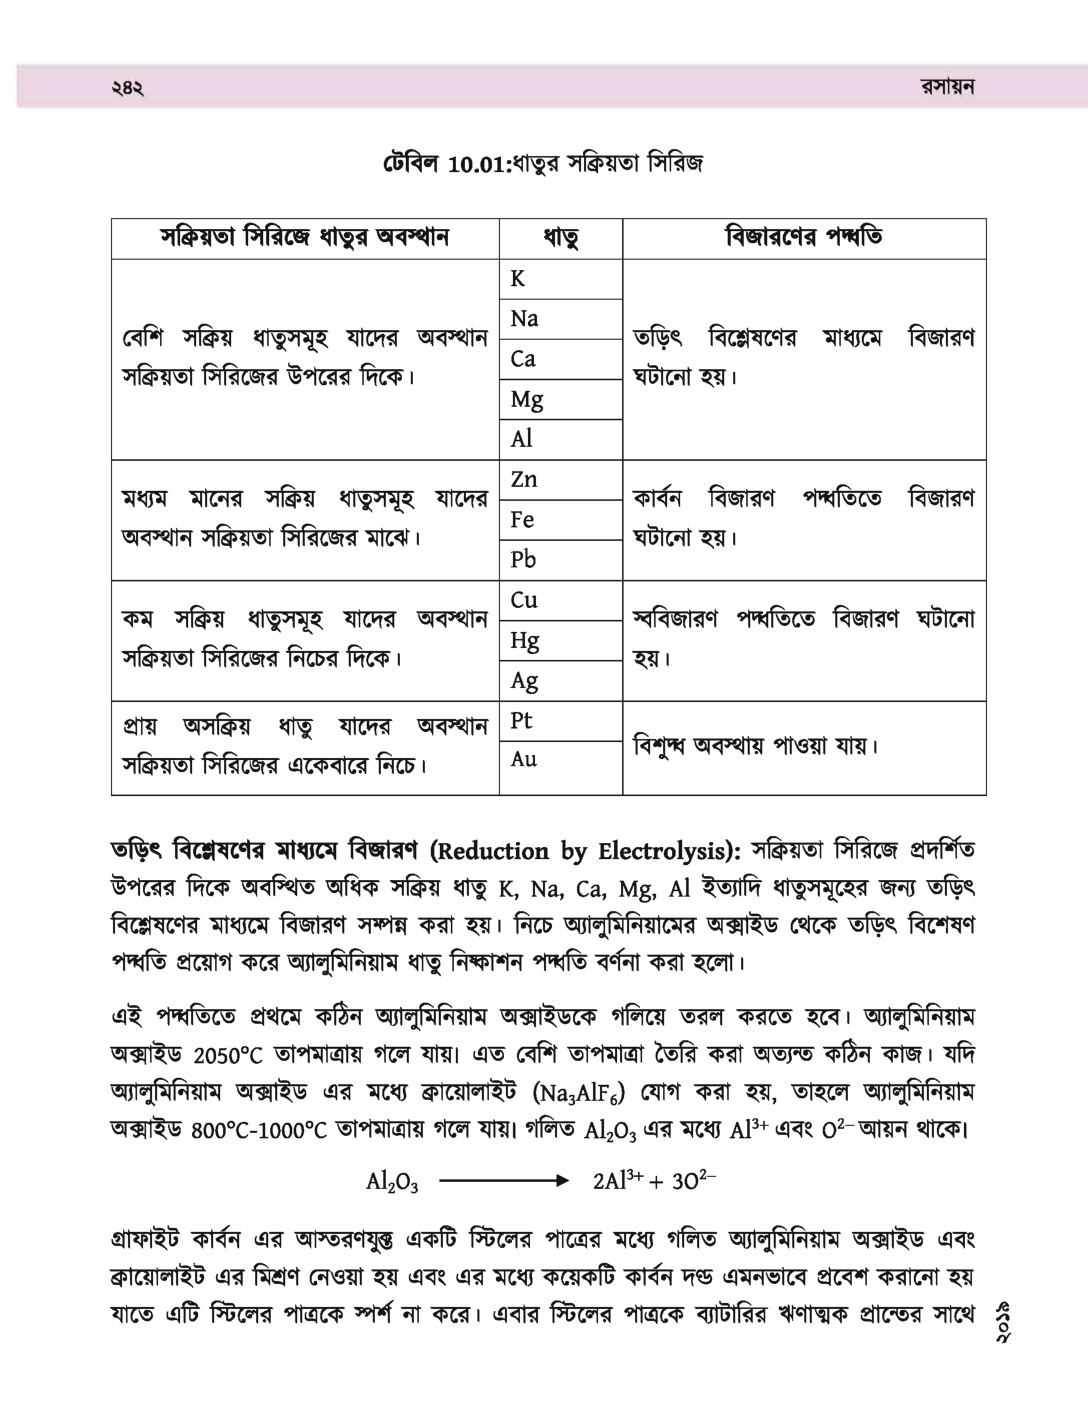 ২৪২
রসায়ন
টেবিল 10.01:ধাতুর সক্রিয়তা সিরিজ
সক্রিয়তা সিরিজে ধাতুর অবস্থান
ধাতু
বিজারণের পদ্ধতি
বেশি সক্রিয় ধাতুসমূহ যাদের অবস্থান
সক্রিয়তা সিরিজের উপরের দিকে।
K
Na
Ca
Mg
Al
তড়িৎ বিশ্লেষণের মাধ্যমে বিজারণ
ঘটানো হয়।
মধ্যম মানের সক্রিয় ধাতুসমূহ যাদের
অবস্থান সক্রিয়তা সিরিজের মাঝে।
Zn
Fe
Pb
কার্বন বিজারণ পদ্ধতিতে বিজারণ
ঘটানো হয়।
কম সক্রিয় ধাতুসমূহ যাদের অবস্থান
সক্রিয়তা সিরিজের নিচের দিকে।
Cu
Hg
Ag
স্ববিজারণ পদ্ধতিতে বিজারণ ঘটানো
হয়।
প্রায় অসক্রিয় ধাতু যাদের অবস্থান
সক্রিয়তা সিরিজের একেবারে নিচে।
Pt
Au
বিশুদ্ধ অবস্থায় পাওয়া যায়।
তড়িৎ বিশ্লেষণের মাধ্যমে বিজারণ (Reduction by Electrolysis): সক্রিয়তা সিরিজে প্রদর্শিত
উপরের দিকে অবস্থিত অধিক সক্রিয় ধাতু K, Na, Ca, Mg, Al ইত্যাদি ধাতুসমূহের জন্য তড়িৎ
বিশ্লেষণের মাধ্যমে বিজারণ সম্পন্ন করা হয়। নিচে অ্যালুমিনিয়ামের অক্সাইড থেকে তড়িৎ বিশেষণ
পদ্ধতি প্রয়োগ করে অ্যালুমিনিয়াম ধাতু নিষ্কাশন পদ্ধতি বর্ণনা করা হলো।
এই পদ্ধতিতে প্রথমে কঠিন অ্যালুমিনিয়াম অক্সাইডকে গলিয়ে তরল করতে হবে। অ্যালুমিনিয়াম
অক্সাইড 2050°C তাপমাত্রায় গলে যায়। এত বেশি তাপমাত্রা তৈরি করা অত্যন্ত কঠিন কাজ। যদি
অ্যালুমিনিয়াম অক্সাইড এর মধ্যে ক্রায়োলাইট (Na₃AlF₆) যোগ করা হয়, তাহলে অ্যালুমিনিয়াম
অক্সাইড 800°C-1000°C তাপমাত্রায় গলে যায়। গলিত Al₂O₃ এর মধ্যে Al³⁺ এবং O²⁻ আয়ন থাকে।
Al₂O₃ ⟶ 2Al³⁺ + 3O²⁻
গ্রাফাইট কার্বন এর আস্তরণযুক্ত একটি স্টিলের পাত্রের মধ্যে গলিত অ্যালুমিনিয়াম অক্সাইড এবং
ক্রায়োলাইট এর মিশ্রণ নেওয়া হয় এবং এর মধ্যে কয়েকটি কার্বন দণ্ড এমনভাবে প্রবেশ করানো হয়
যাতে এটি স্টিলের পাত্রকে স্পর্শ না করে। এবার স্টিলের পাত্রকে ব্যাটারির ঋণাত্মক প্রান্তের সাথে
২০১৯